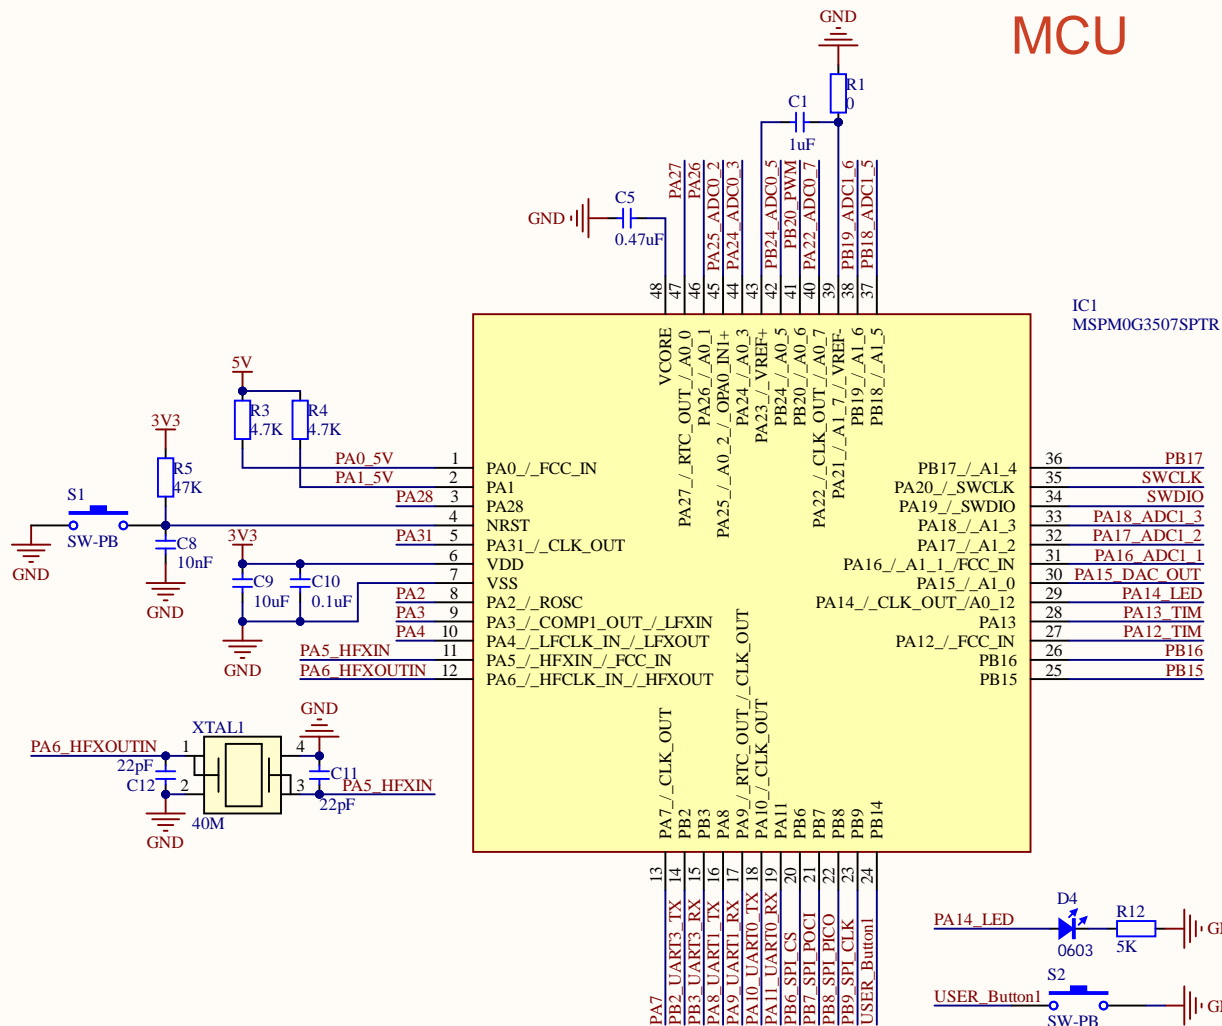 MCU
GND
R1
0
C1
1uF
PA27
PA26
PA25_ADC0_2
PA24_ADC0_3
PB24_ADC0_5
PB20_PWM
PA22_ADC0_7
PB19_ADC1_6
PB18_ADC1_5
GND
C5
0.47uF
48
47
46
45
44
43
42
41
40
39
38
37
IC1
MSPM0G3507SPTR
VCORE
PA27_/_RTC_OUT_/_A0_0
PA26_/_A0_1
PA25_/_A0_2_/_OPA0_IN1+
PA24_/_A0_3
PA23_/_VREF+
PB24_/_A0_5
PB20_/_A0_6
PA22_/_CLK_OUT_/_A0_7
PA21_/_A1_7_/_VREF-
PB19_/_A1_6
PB18_/_A1_5
5V
R3
4.7K
R4
4.7K
3V3
R5
47K
S1
SW-PB
GND
C8
10nF
GND
3V3
C9
10uF
C10
0.1uF
GND
PA0_5V 1 PA0_/_FCC_IN
PA1_5V 2 PA1
PA28 3 PA28
4 NRST
PA31 5 PA31_/_CLK_OUT
6 VDD
7 VSS
PA2 8 PA2_/_ROSC
PA3 9 PA3_/_COMP1_OUT_/_LFXIN
PA4 10 PA4_/_LFCLK_IN_/_LFXOUT
PA5_HFXIN 11 PA5_/_HFXIN_/_FCC_IN
PA6_HFXOUTIN 12 PA6_/_HFCLK_IN_/_HFXOUT
PB17_/_A1_4 36 PB17
PA20_/_SWCLK 35 SWCLK
PA19_/_SWDIO 34 SWDIO
PA18_/_A1_3 33 PA18_ADC1_3
PA17_/_A1_2 32 PA17_ADC1_2
PA16_/_A1_1_/FCC_IN 31 PA16_ADC1_1
PA15_/_A1_0 30 PA15_DAC_OUT
PA14_/_CLK_OUT_/A0_12 29 PA14_LED
PA13 28 PA13_TIM
PA12_/_FCC_IN 27 PA12_TIM
PB16 26 PB16
PB15 25 PB15
XTAL1
PA6_HFXOUTIN
22pF
C12
1
2
4
3
GND
GND
C11
22pF
PA5_HFXIN
40M
PA7_/_CLK_OUT
PB2
PB3
PA8
PA9_/_RTC_OUT_/_CLK_OUT
PA10_/_CLK_OUT
PA11
PB6
PB7
PB8
PB9
PB14
13
14
15
16
17
18
19
20
21
22
23
24
PA7
PB2_UART3_TX
PB3_UART3_RX
PA8_UART1_TX
PA9_UART1_RX
PA10_UART0_TX
PA11_UART0_RX
PB6_SPI_CS
PB7_SPI_POCI
PB8_SPI_PICO
PB9_SPI_CLK
USER_Button1
PA14_LED
D4
0603
R12
5K
USER_Button1
S2
SW-PB